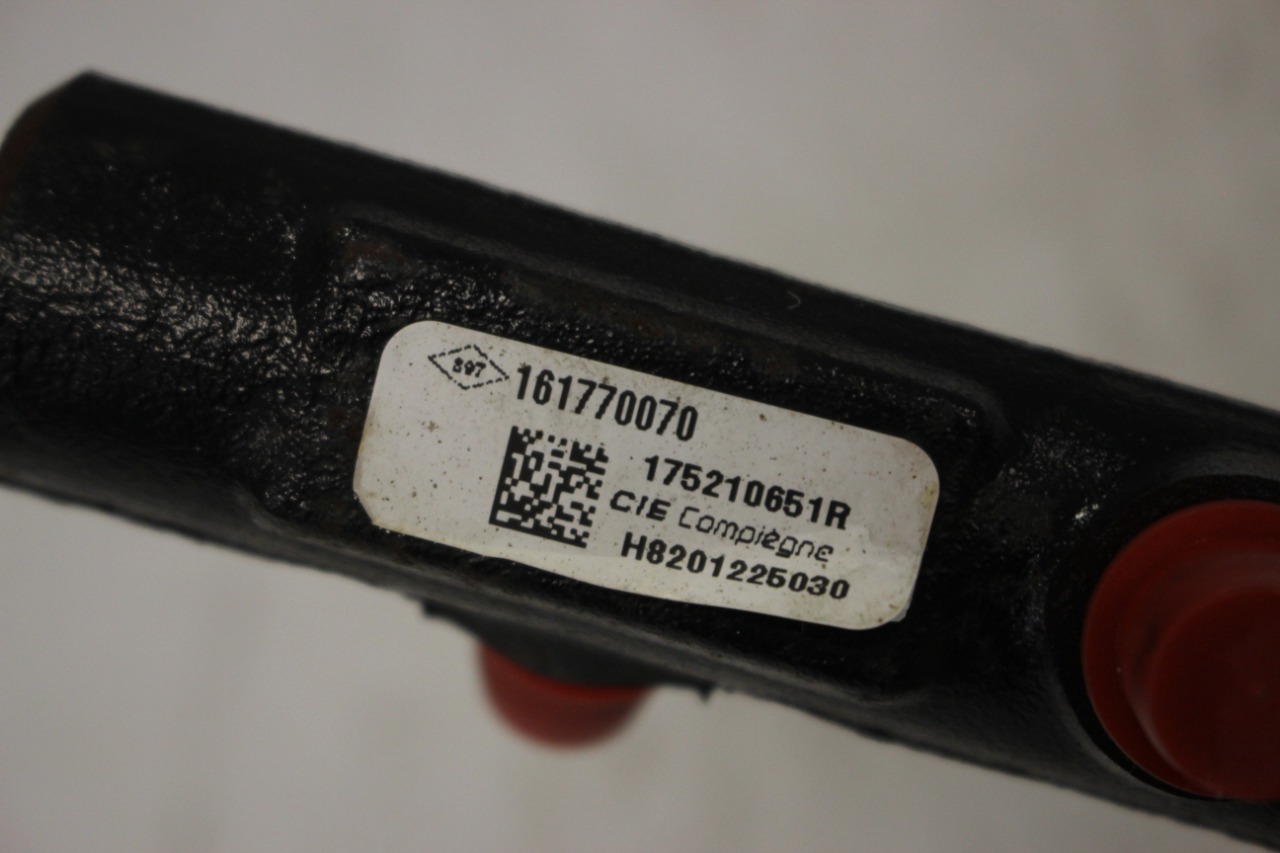 897
161770070
175210651R
CIE Compiègne
H8201225030